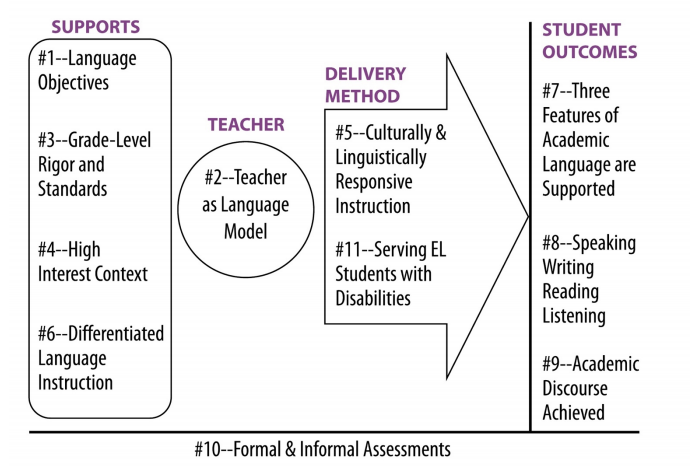 SUPPORTS
#1--Language
Objectives
#3--Grade-Level
Rigor and
Standards
#4--High
Interest Context
#6--Differentiated
Language
Instruction
TEACHER
#2--Teacher
as Language
Model
DELIVERY
METHOD
#5--Culturally &
Linguistically
Responsive
Instruction
#11--Serving EL
Students with
Disabilities
STUDENT
OUTCOMES
#7--Three
Features of
Academic
Language are
Supported
#8--Speaking
Writing
Reading
Listening
#9--Academic
Discourse
Achieved
#10--Formal & Informal Assessments